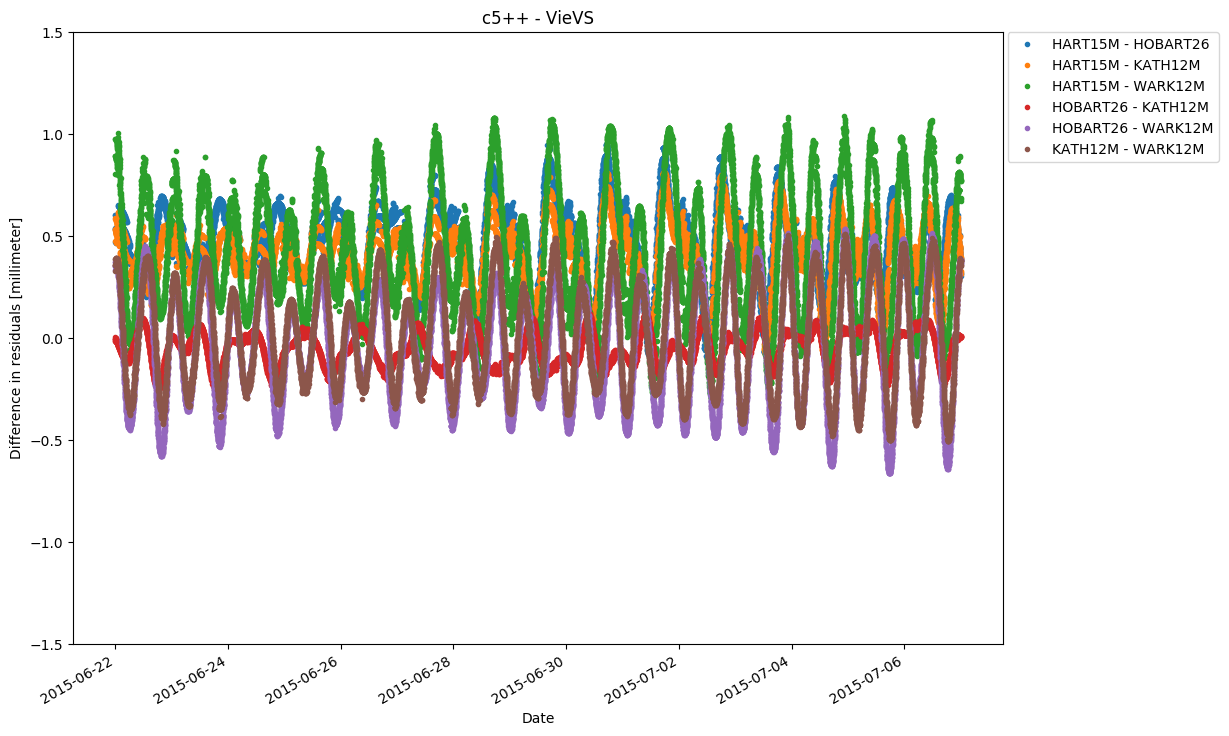 c5++ - VieVS
1.5
1.0
0.5
0.0
−0.5
−1.0
−1.5
Difference in residuals [millimeter]
2015-06-22
2015-06-24
2015-06-26
2015-06-28
2015-06-30
2015-07-02
2015-07-04
2015-07-06
Date
HART15M - HOBART26
HART15M - KATH12M
HART15M - WARK12M
HOBART26 - KATH12M
HOBART26 - WARK12M
KATH12M - WARK12M